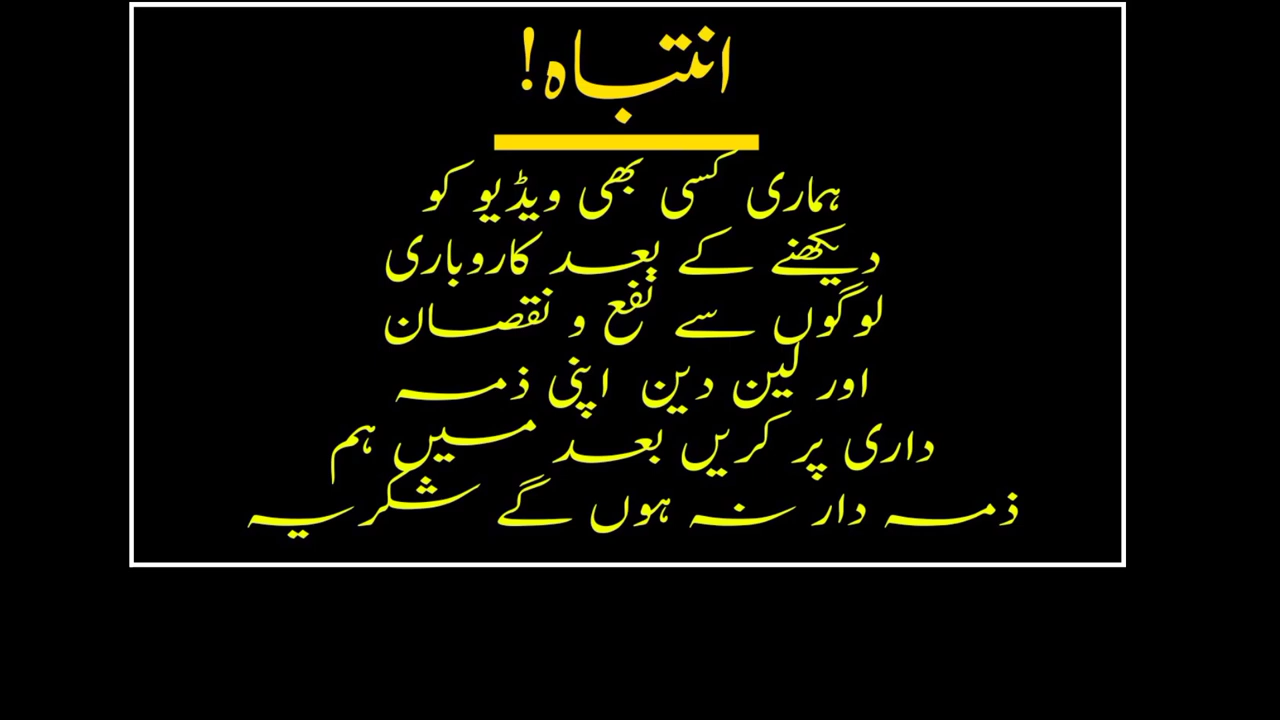 انتباہ!
ہماری کسی بھی ویڈیو کو
دیکھنے کے بعد کاروباری
لوگوں سے نفع و نقصان
اور لین دین اپنی ذمہ
داری پر کریں بعد میں ہم
ذمہ دار نہ ہوں گے شکریہ